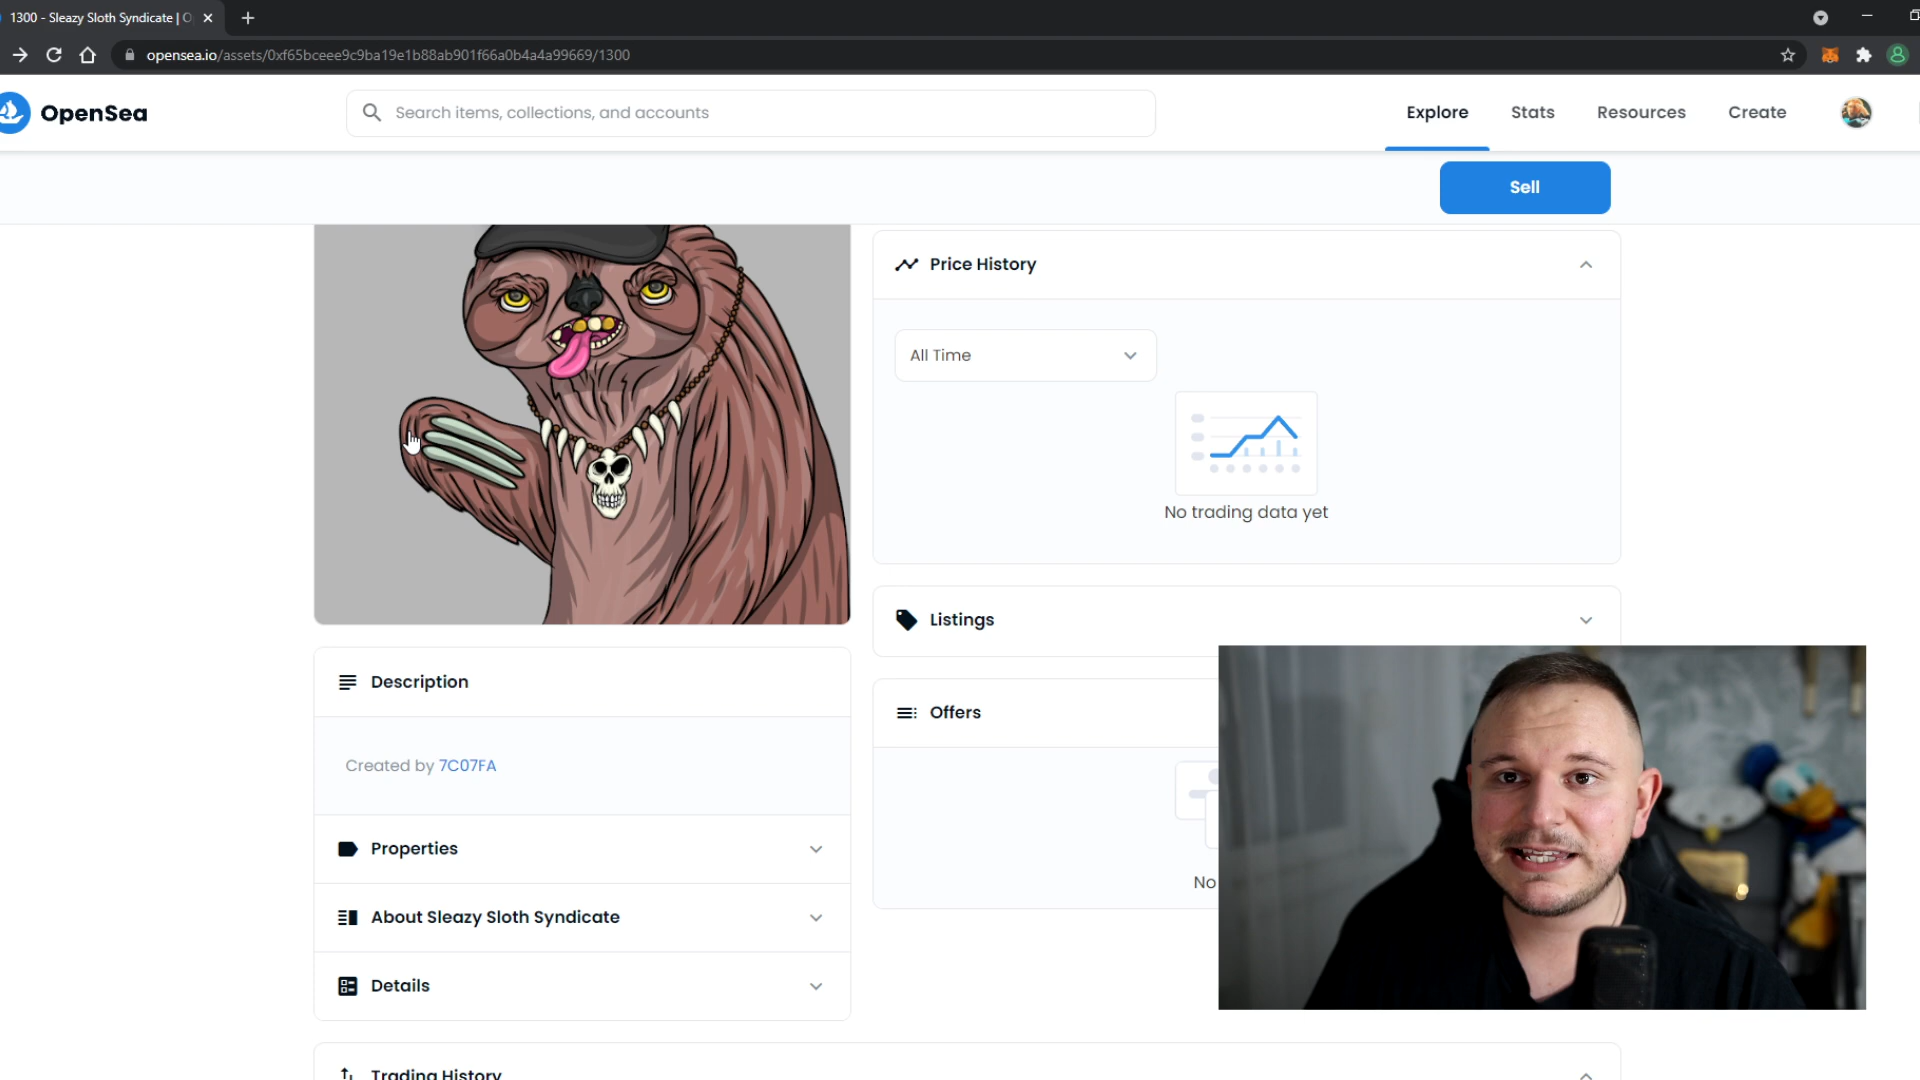 1300 - Sleazy Sloth Syndicate | O
opensea.io/assets/0xf65bceee9c9ba19e1b88ab901f66a0b4a4a99669/1300
OpenSea
Search items, collections, and accounts
Explore
Stats
Resources
Create
Sell
Price History
All Time
No trading data yet
Listings
Description
Offers
Created by 7C07FA
Properties
No
About Sleazy Sloth Syndicate
Details
Trading History